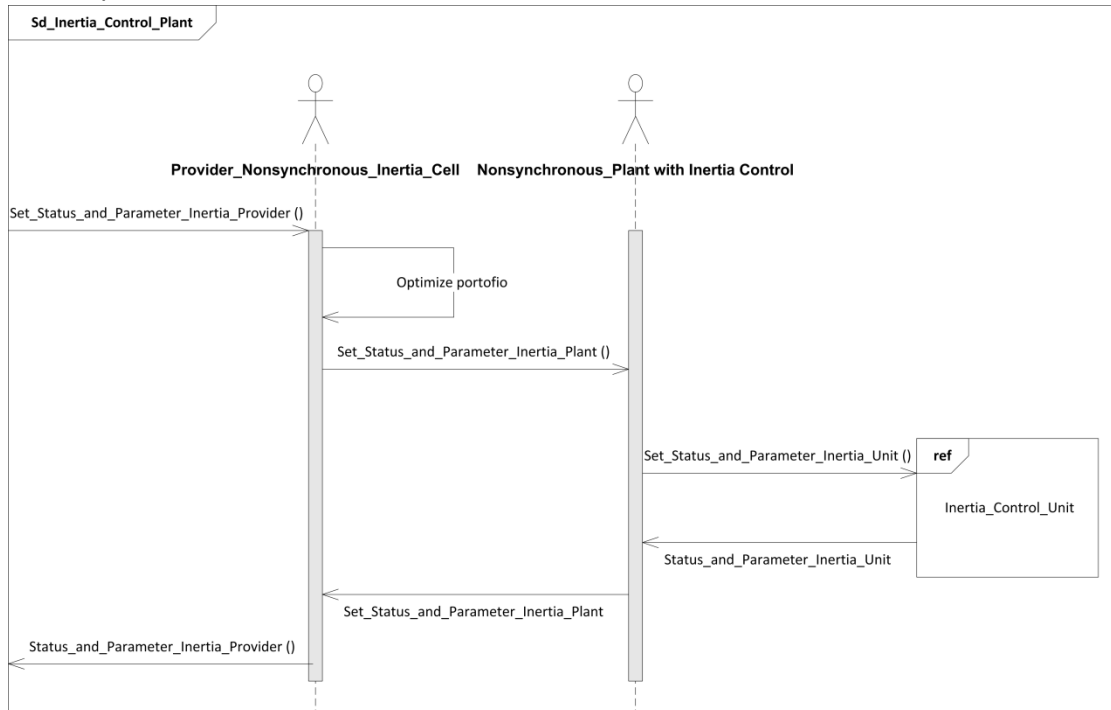 Sd_Inertia_Control_Plant
Provider_Nonsynchronous_Inertia_Cell
Nonsynchronous_Plant with Inertia Control
Set_Status_and_Parameter_Inertia_Provider ()
Optimize portofio
Set_Status_and_Parameter_Inertia_Plant ()
Set_Status_and_Parameter_Inertia_Unit ()
ref
Inertia_Control_Unit
Status_and_Parameter_Inertia_Unit
Set_Status_and_Parameter_Inertia_Plant
Status_and_Parameter_Inertia_Provider ()